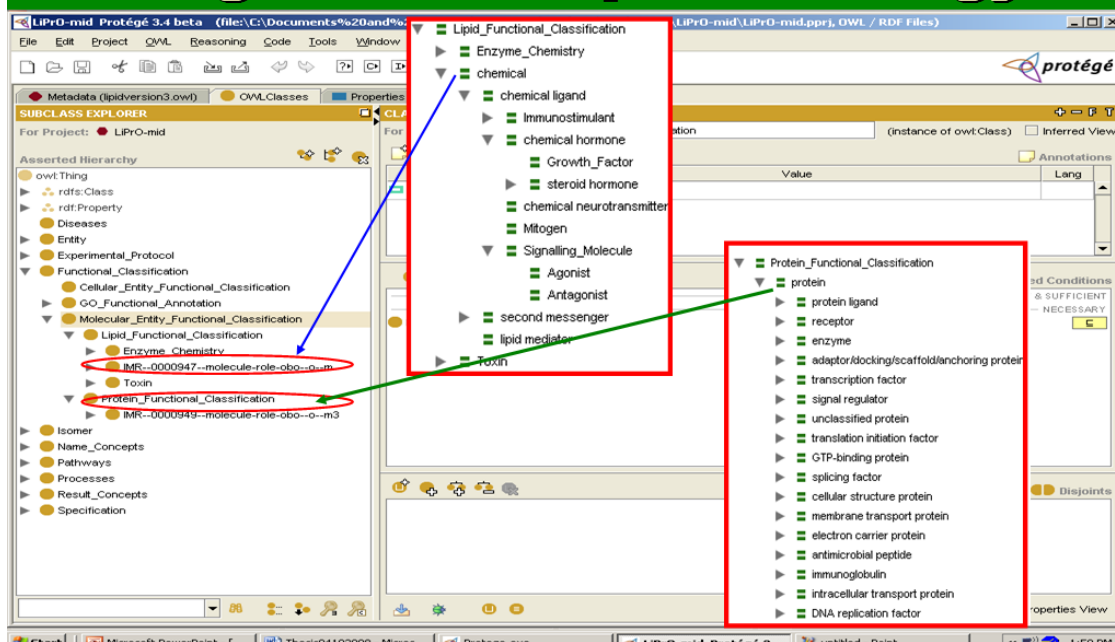 LiPrO-mid Protégé 3.4 beta (file:\C:\Documents%20and%
\LiPrO-mid\LiPrO-mid.pprj, OWL / RDF Files)
File Edit Project OWL Reasoning Code Tools Window
protégé
Metadata (lipidversion3.owl) OWLClasses Properties
SUBCLASS EXPLORER
For Project: LiPrO-mid
(instance of owl:Class) Inferred View
Asserted Hierarchy
Annotations
Value Lang
owl:Thing
rdfs:Class
rdf:Property
Diseases
Entity
Experimental_Protocol
Functional_Classification
Cellular_Entity_Functional_Classification
GO_Functional_Annotation
Molecular_Entity_Functional_Classification
Lipid_Functional_Classification
Enzyme_Chemistry
IMR--0000947--molecule-role-obo--o--m
Toxin
Protein_Functional_Classification
IMR--0000949--molecule-role-obo--o--m3
Isomer
Name_Concepts
Pathways
Processes
Result_Concepts
Specification
Lipid_Functional_Classification
Enzyme_Chemistry
chemical
chemical ligand
Immunostimulant
chemical hormone
Growth_Factor
steroid hormone
chemical neurotransmitter
Mitogen
Signalling_Molecule
Agonist
Antagonist
second messenger
lipid mediator
Toxin
Protein_Functional_Classification
protein
protein ligand
receptor
enzyme
adaptor/docking/scaffold/anchoring protein
transcription factor
signal regulator
unclassified protein
translation initiation factor
GTP-binding protein
splicing factor
cellular structure protein
membrane transport protein
electron carrier protein
antimicrobial peptide
immunoglobulin
intracellular transport protein
DNA replication factor
Conditions
& SUFFICIENT
NECESSARY
Disjoints
Properties View